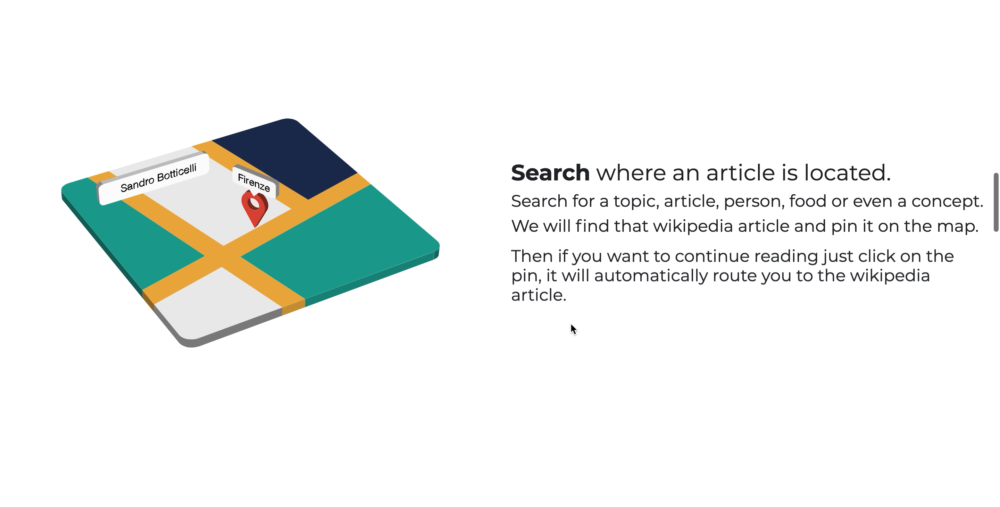 Sandro Botticelli
Firenze
Search where an article is located.
Search for a topic, article, person, food or even a concept.
We will find that wikipedia article and pin it on the map.
Then if you want to continue reading just click on the
pin, it will automatically route you to the wikipedia
article.